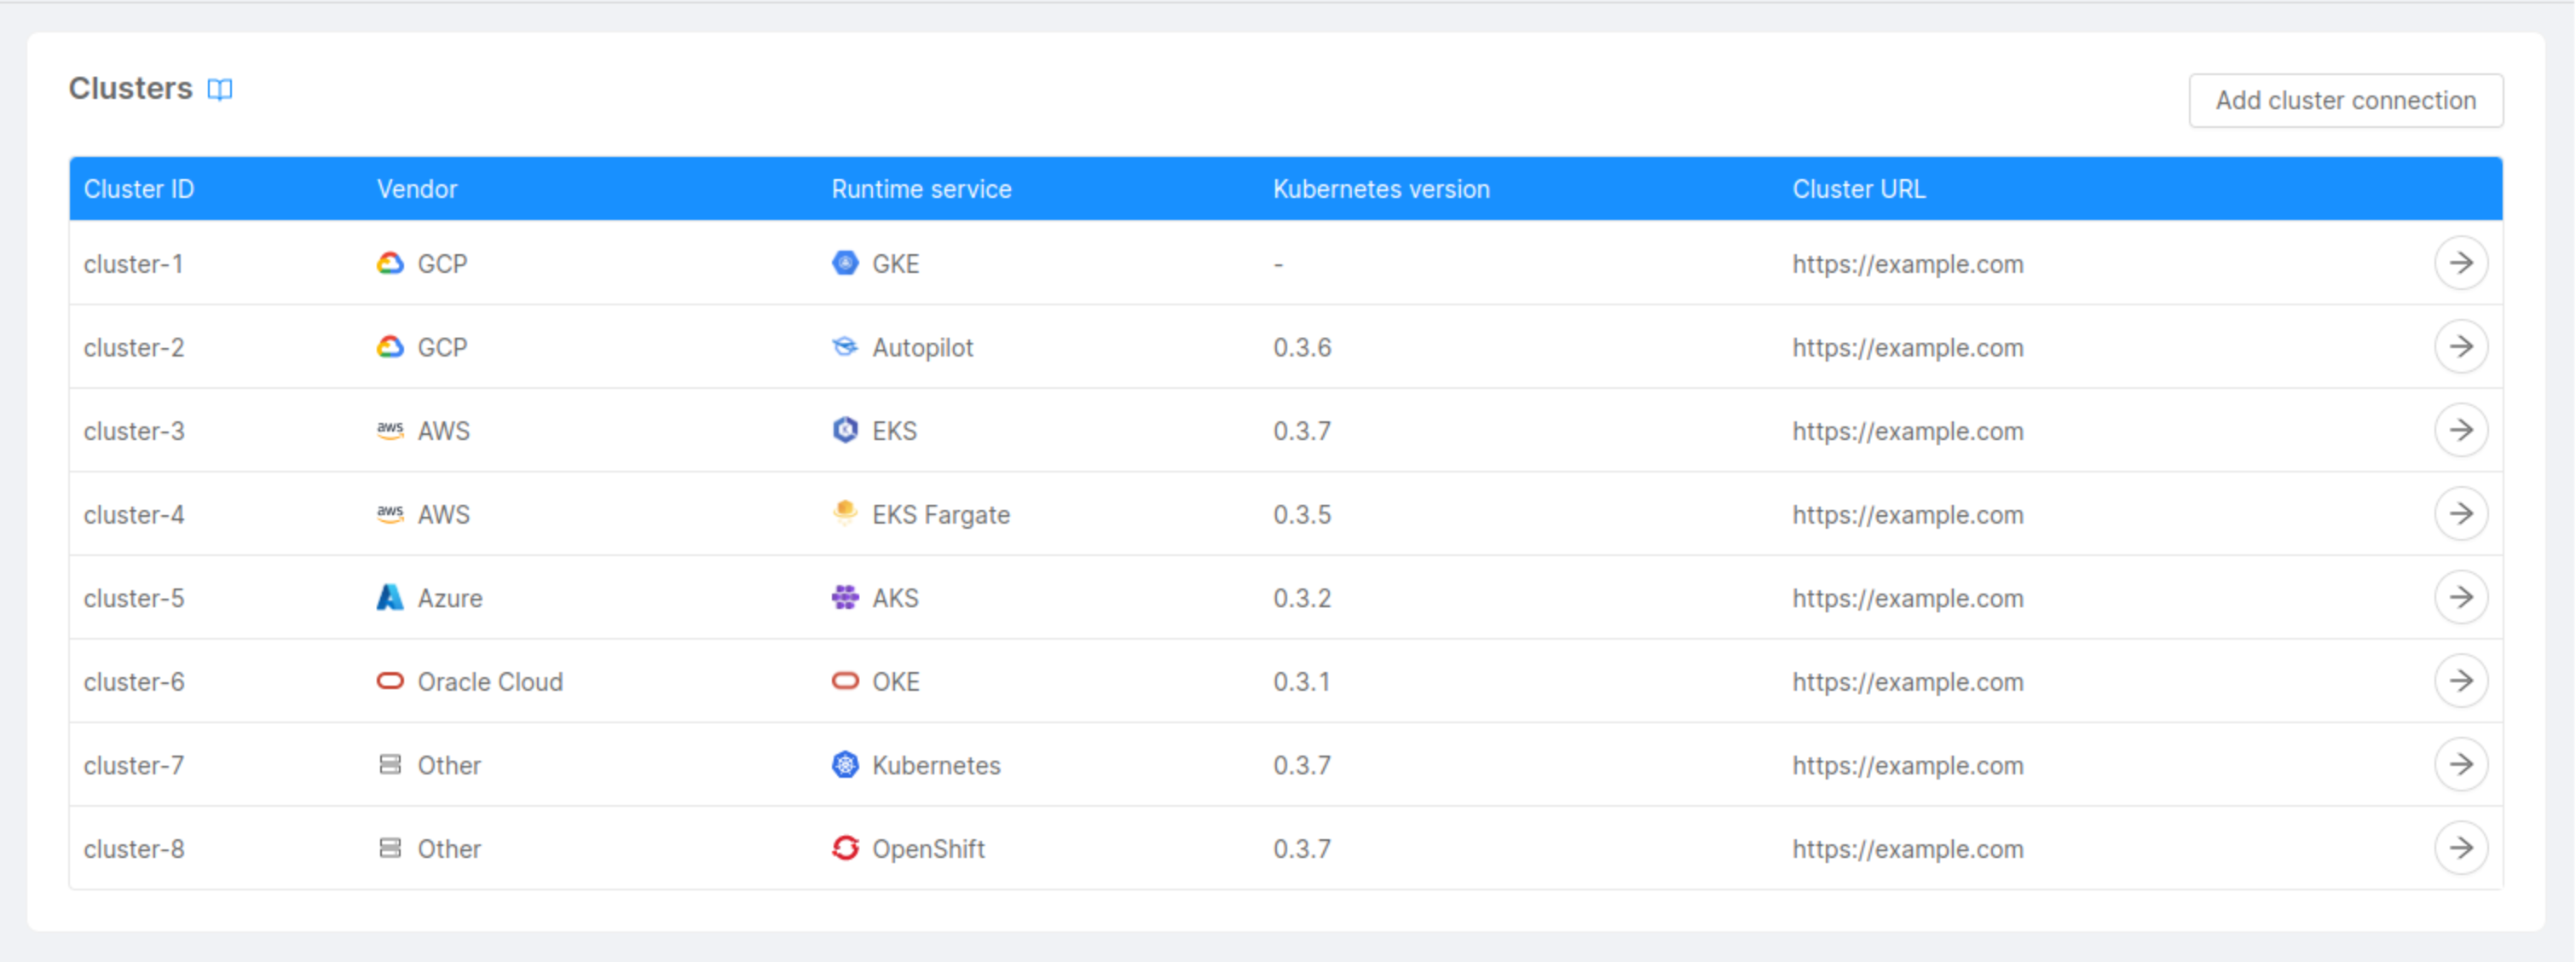 Clusters
Add cluster connection
Cluster ID Vendor Runtime service Kubernetes version Cluster URL
cluster-1 GCP GKE - https://example.com
cluster-2 GCP Autopilot 0.3.6 https://example.com
cluster-3 aws AWS EKS 0.3.7 https://example.com
cluster-4 aws AWS EKS Fargate 0.3.5 https://example.com
cluster-5 Azure AKS 0.3.2 https://example.com
cluster-6 Oracle Cloud OKE 0.3.1 https://example.com
cluster-7 Other Kubernetes 0.3.7 https://example.com
cluster-8 Other OpenShift 0.3.7 https://example.com